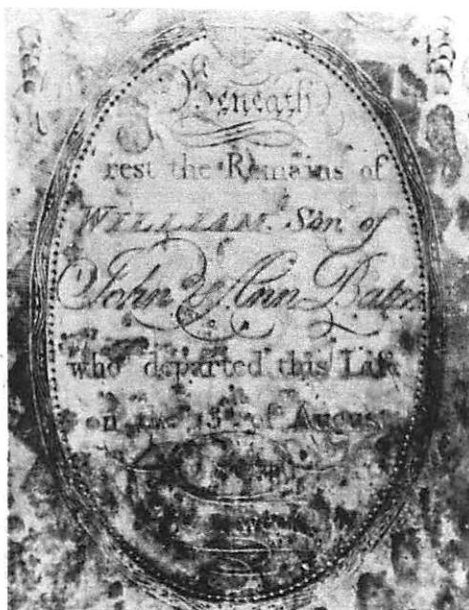 Beneath
rest the Remains of
WILLIAM. Son of
John & Ann Bates
who departed this Life
on the 13th of August